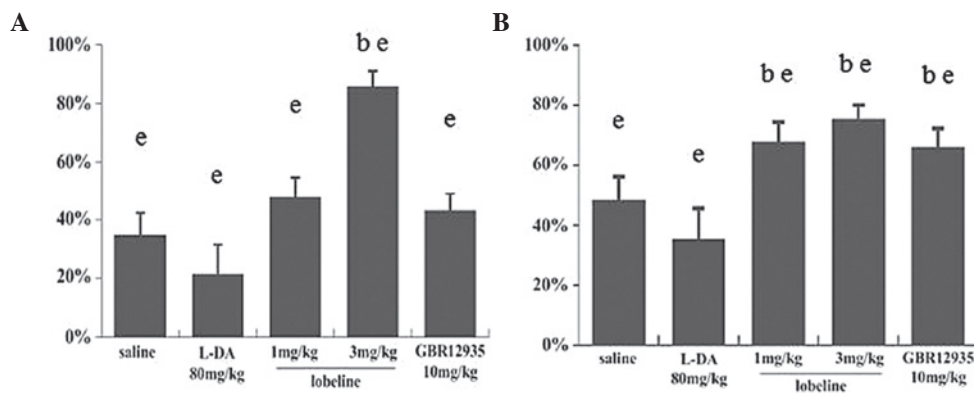 A
100%
80%
60%
40%
20%
0%
e
e
e
b e
e
saline
L-DA
80mg/kg
1mg/kg
3mg/kg
lobeline
GBR12935
10mg/kg
B
100%
80%
60%
40%
20%
0%
e
e
b e
b e
b e
saline
L-DA
80mg/kg
1mg/kg
3mg/kg
lobeline
GBR12935
10mg/kg